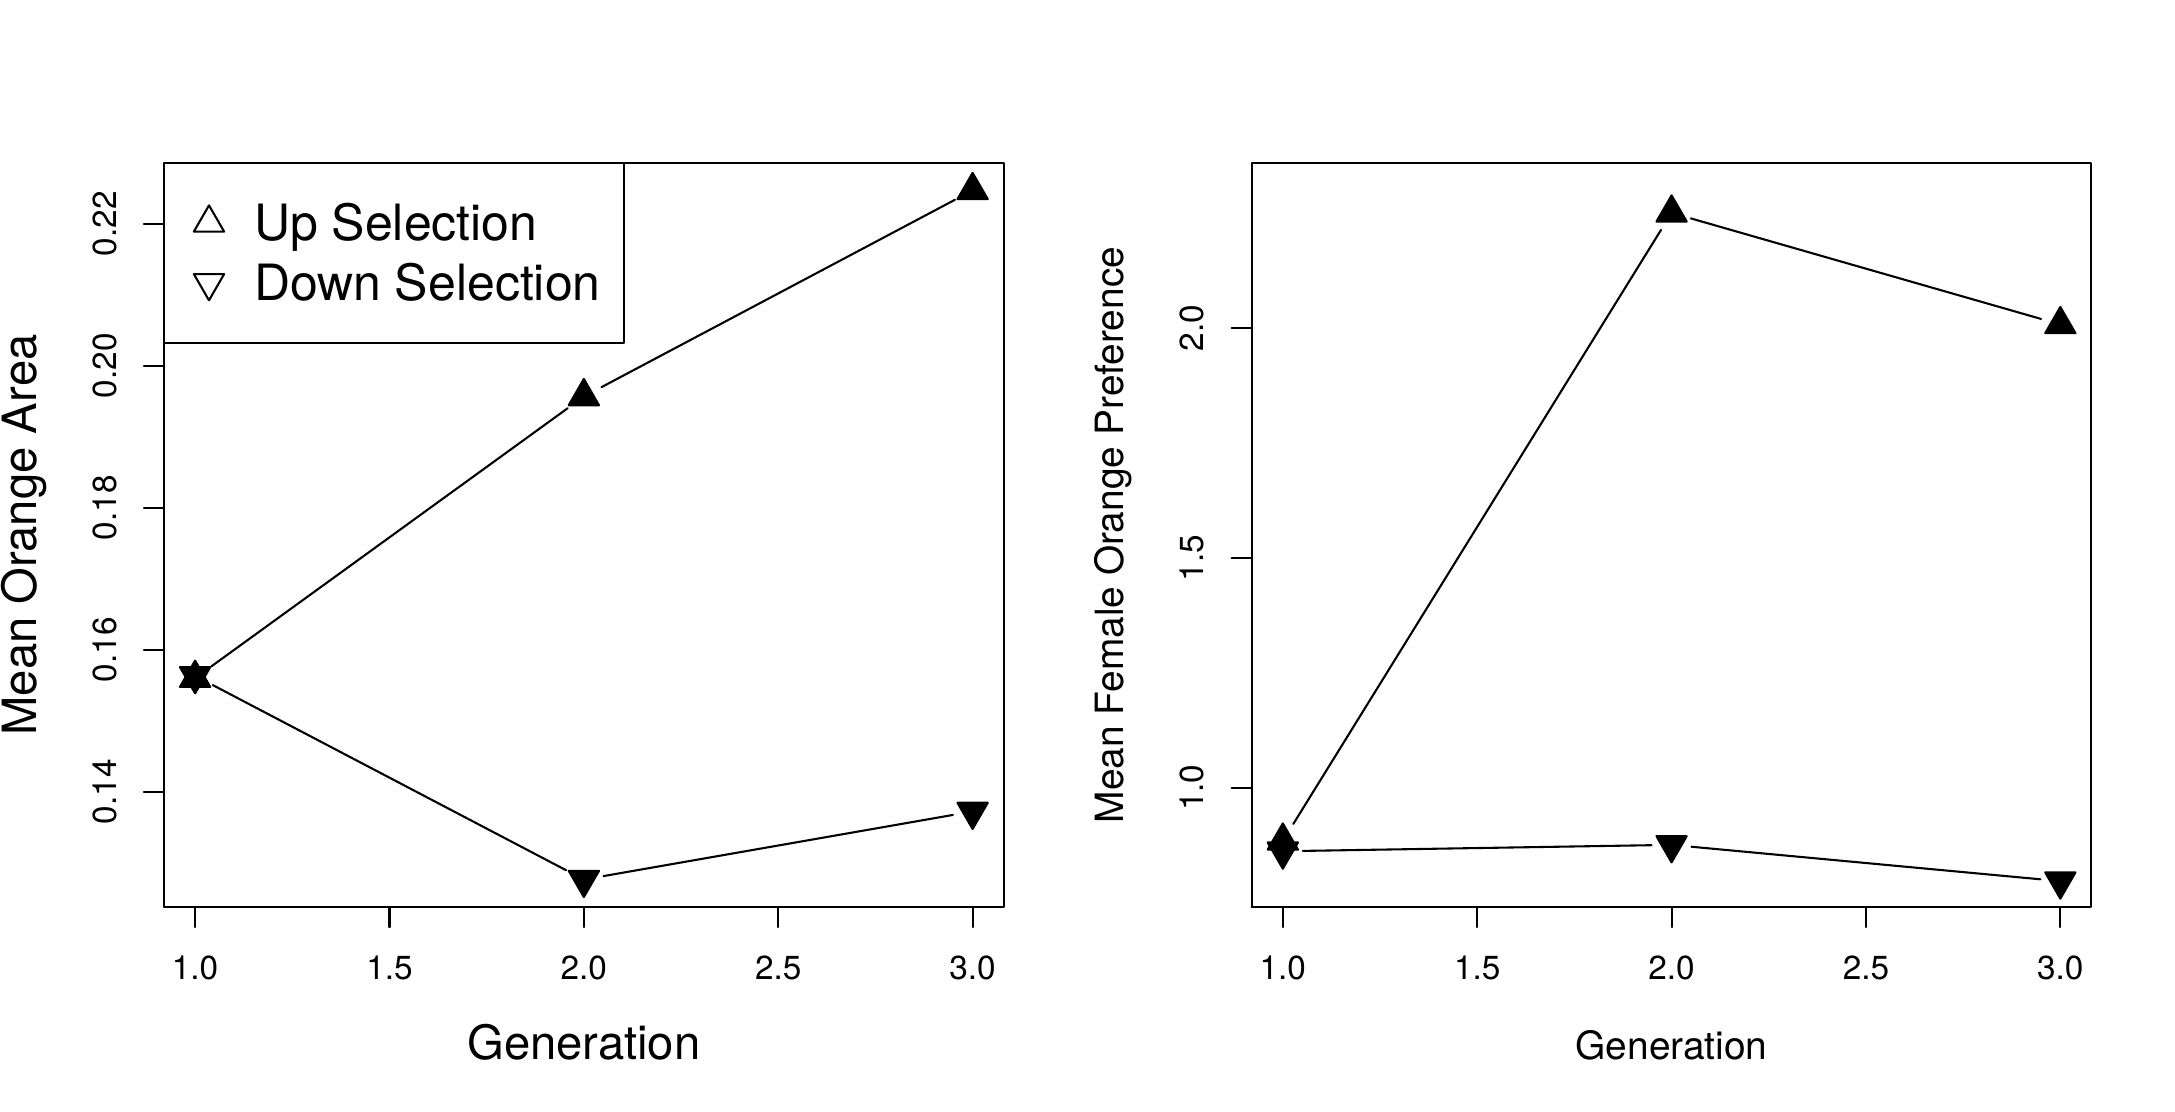 Mean Orange Area
0.22
0.20
0.18
0.16
0.14
Up Selection
Down Selection
1.0 1.5 2.0 2.5 3.0
Generation
Mean Female Orange Preference
2.0
1.5
1.0
1.0 1.5 2.0 2.5 3.0
Generation